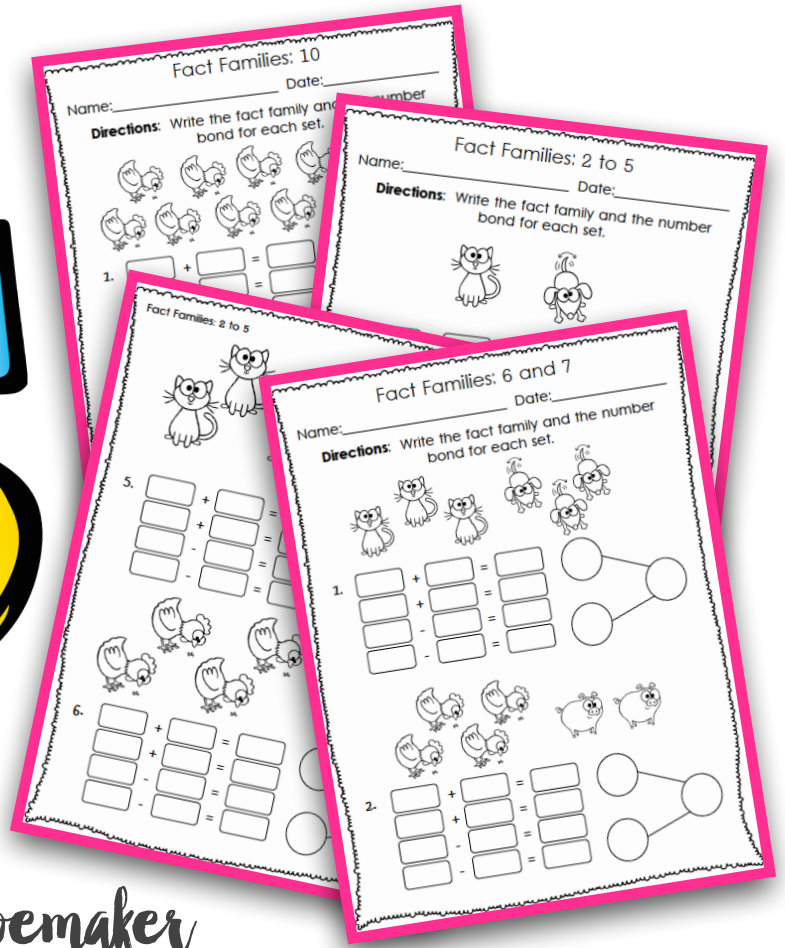 Fact Families: 10
Name: Date:
Directions: Write the fact family and number
bond for each set.
1. + =
=
Fact Families: 2 to 5
Name: Date:
Directions: Write the fact family and the number
bond for each set.
Fact Families: 2 to 5
5. + =
+ =
- =
- =
6. + =
+ =
- =
- =
Fact Families: 6 and 7
Name: Date:
Directions: Write the fact family and the number
bond for each set.
1. + =
+ =
- =
- =
2. + =
+ =
- =
- =